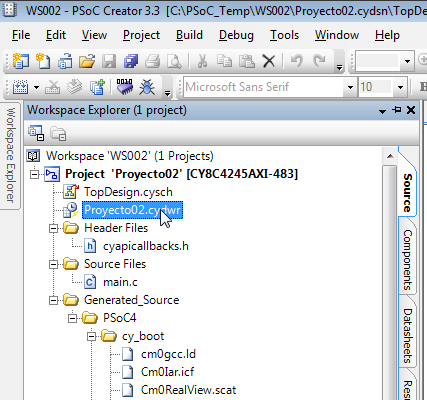 WS002 - PSoC Creator 3.3 [C:\PSoC_Temp\WS002\Proyecto02.cydsn\TopDe
File Edit View Project Build Debug Tools Window Help
Microsoft Sans Serif 10
Workspace Explorer
Workspace Explorer (1 project)
Workspace 'WS002' (1 Projects)
Project 'Proyecto02' [CY8C4245AXI-483]
TopDesign.cysch
Proyecto02.cydwr
Header Files
cyapicallbacks.h
Source Files
main.c
Generated_Source
PSoC4
cy_boot
cm0gcc.ld
Cm0Iar.icf
Cm0RealView.scat
Source
Components
Datasheets